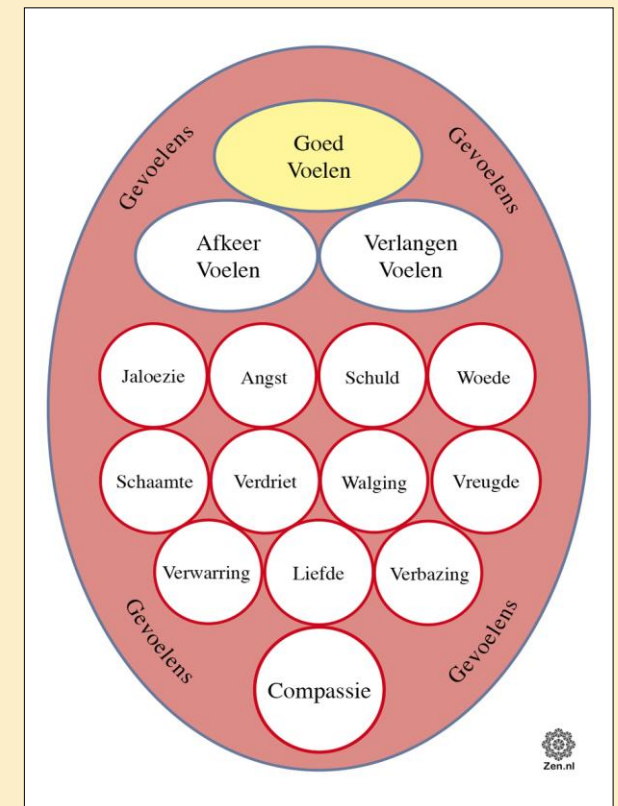 Gevoelens
Gevoelens
Goed
Voelen
Afkeer
Voelen
Verlangen
Voelen
Jaloezie
Angst
Schuld
Woede
Schaamte
Verdriet
Walging
Vreugde
Verwarring
Liefde
Verbazing
Gevoelens
Gevoelens
Compassie
Zen.nl